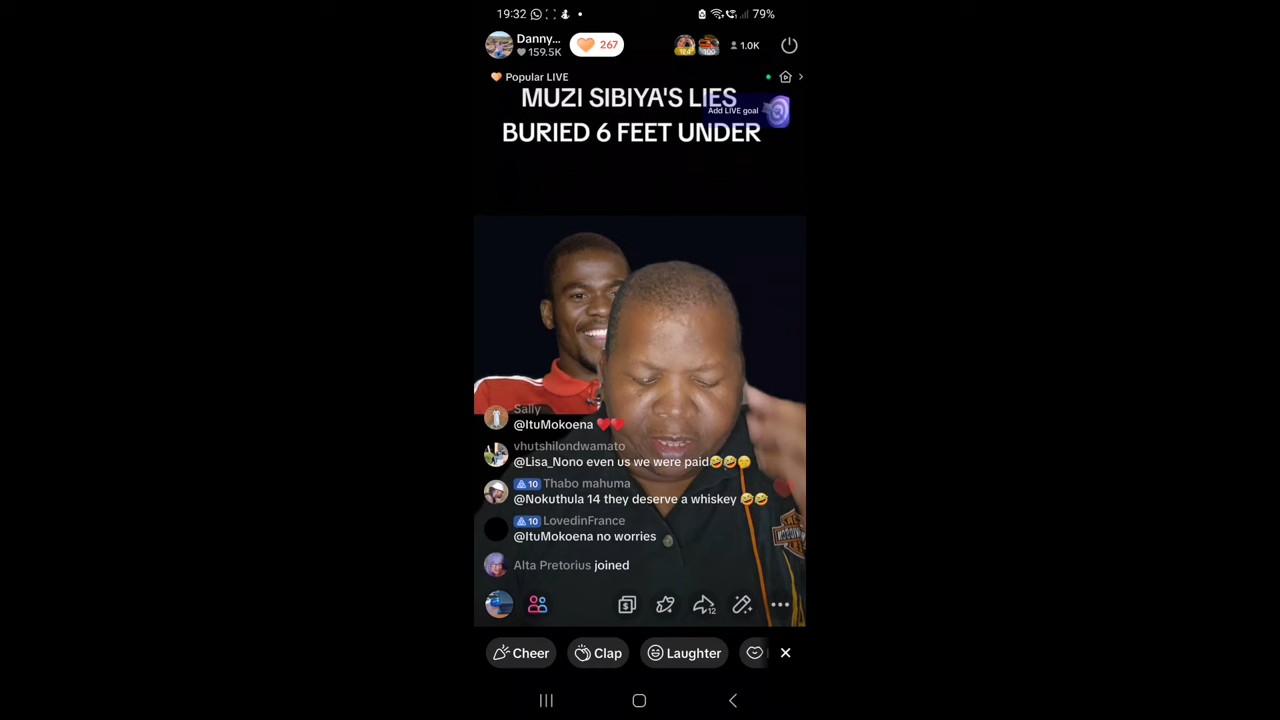 19:32
79%
Danny...
159.5K
267
1.0K
Popular LIVE
MUZI SIBIYA'S LIES
Add LIVE goal
BURIED 6 FEET UNDER
Sally
@ItuMokoena ❤️❤️
vhutshilondwamato
@Lisa_Nono even us we were paid🤣🤣🤭
10 Thabo mahuma
@Nokuthula 14 they deserve a whiskey 🤣🤣
10 LovedinFrance
@ItuMokoena no worries
Alta Pretorius joined
12
Cheer
Clap
Laughter